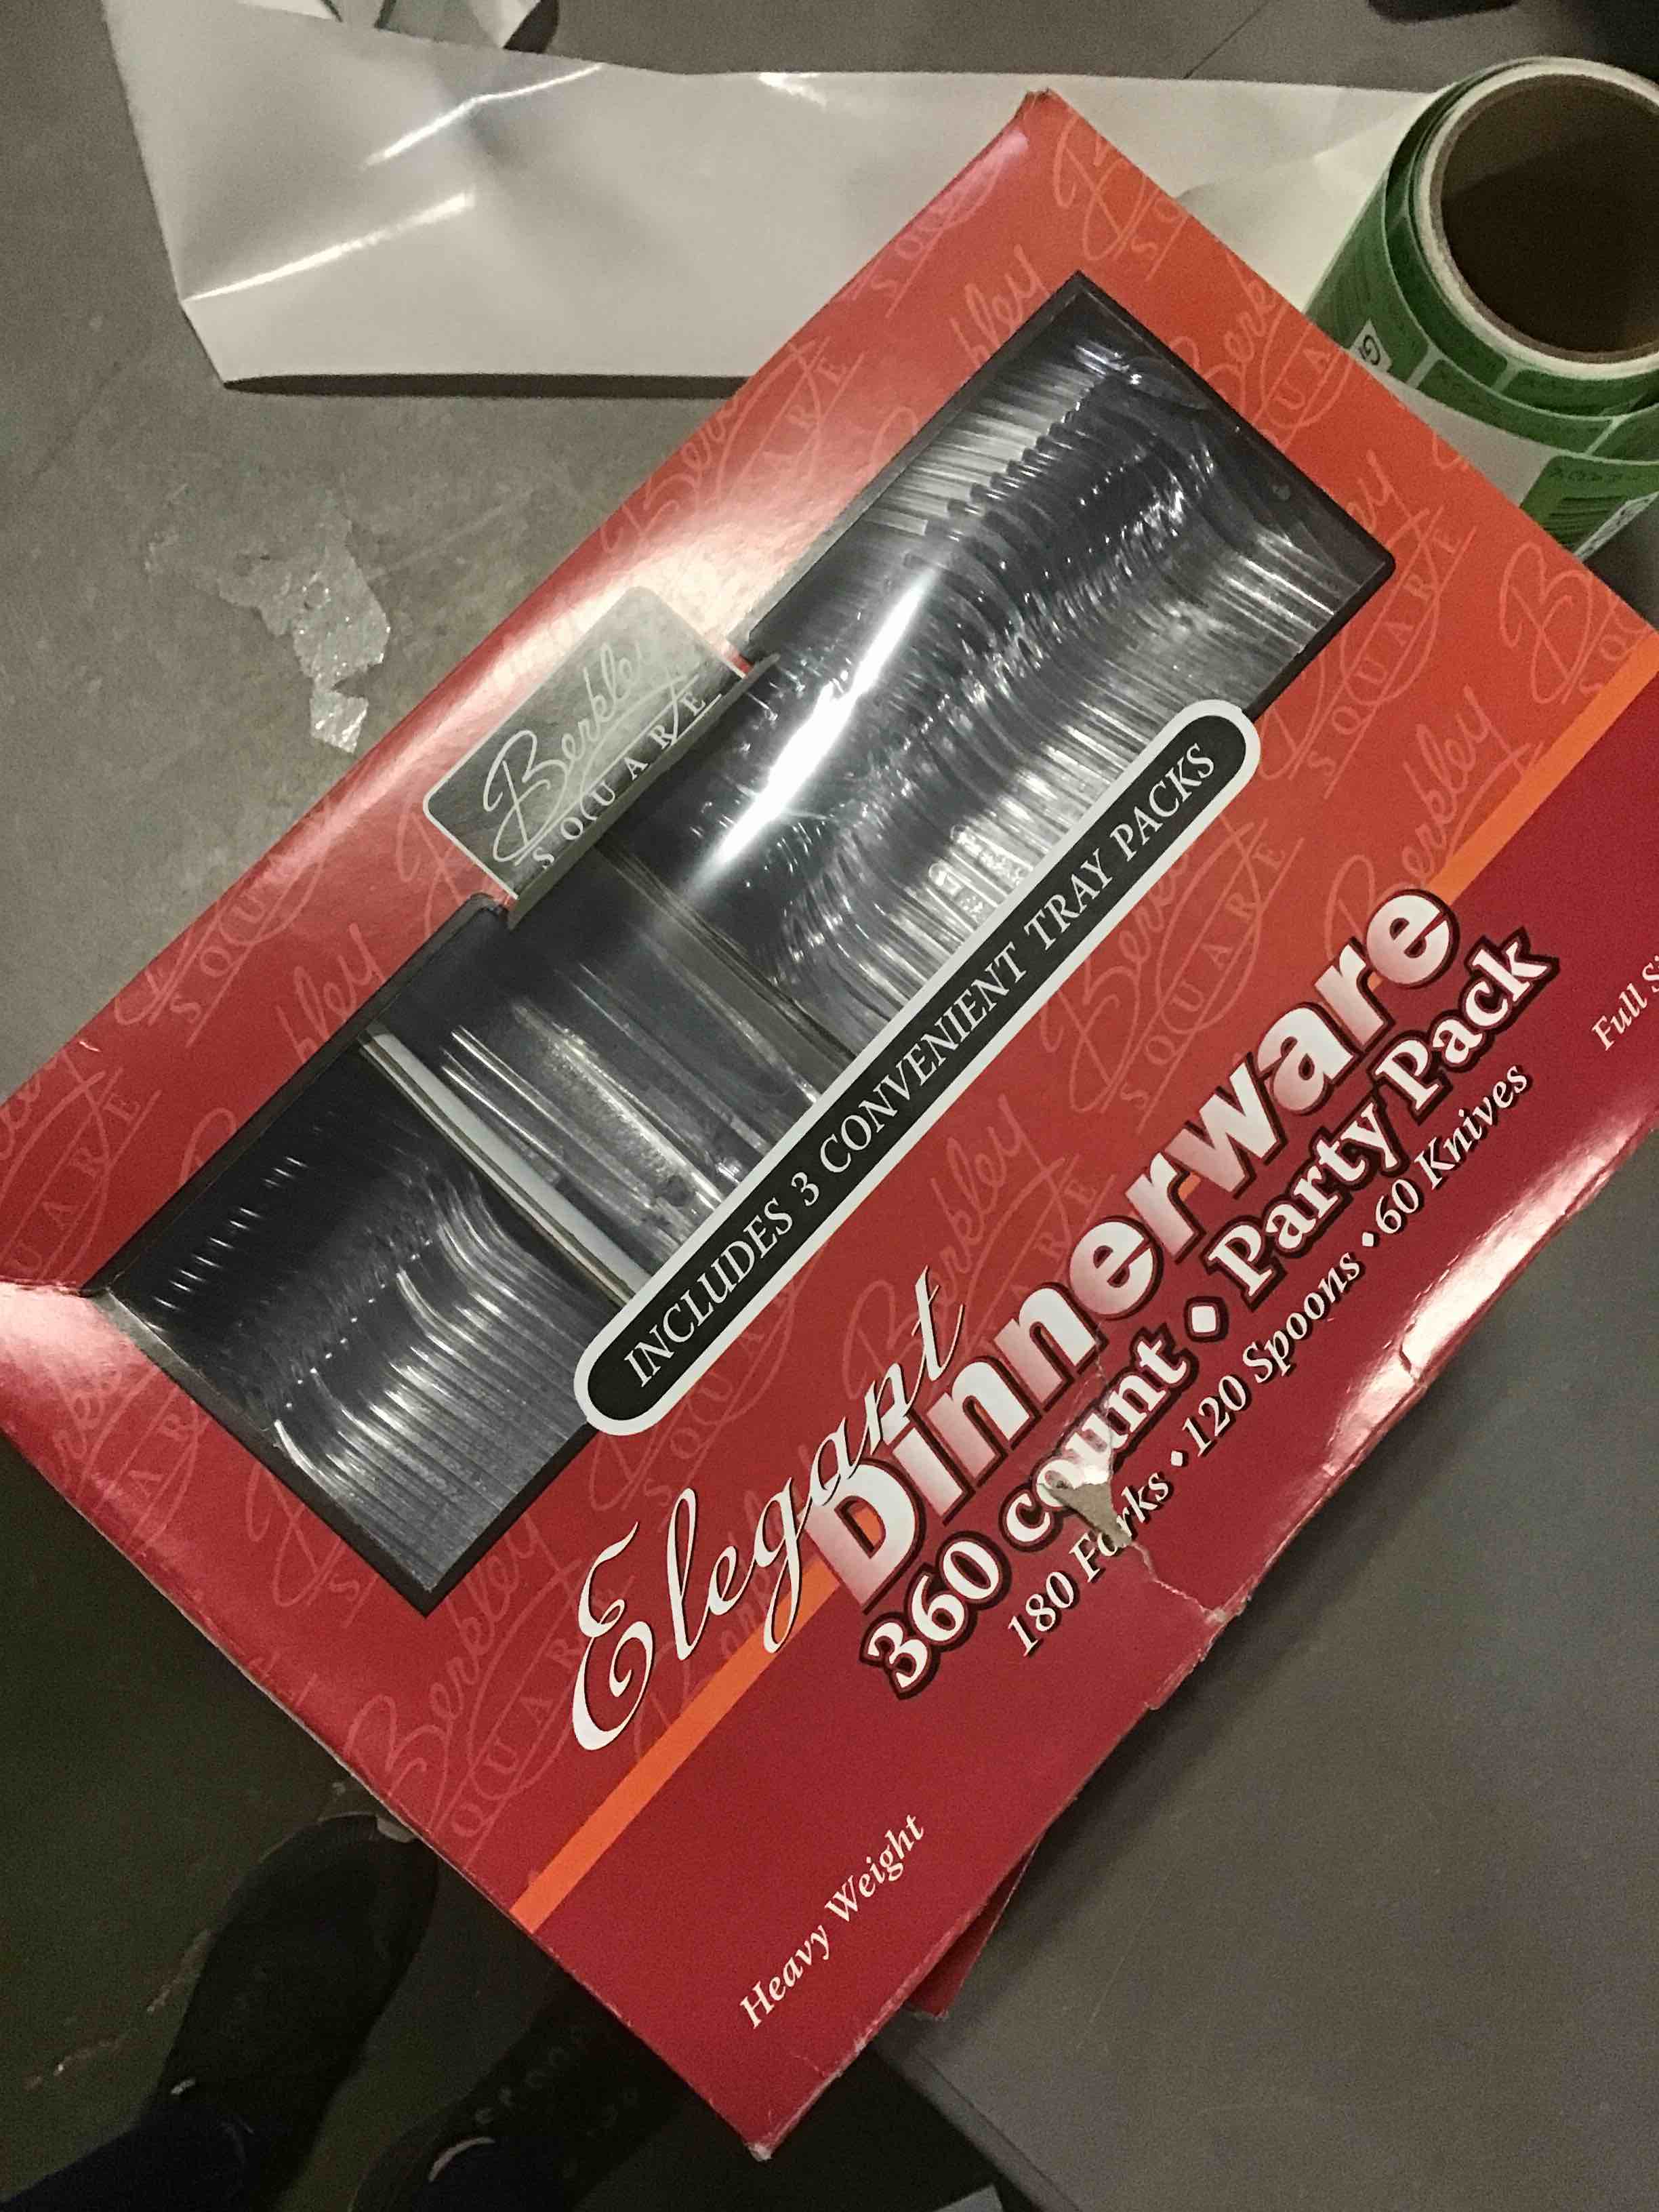 Berkley
SQUARE
INCLUDES 3 CONVENIENT TRAY PACKS
Elegant
Dinnerware
360 count • Party Pack
180 Forks • 120 Spoons • 60 Knives
Heavy Weight
Full